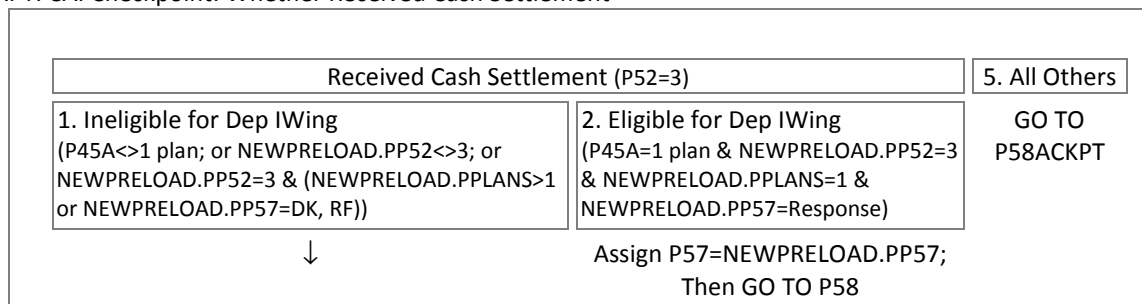 Received Cash Settlement (P52=3)
5. All Others
1. Ineligible for Dep IWing
(P45A<>1 plan; or NEWPRELOAD.PP52<>3; or
NEWPRELOAD.PP52=3 & (NEWPRELOAD.PPLANS>1
or NEWPRELOAD.PP57=DK, RF))
↓
2. Eligible for Dep IWing
(P45A=1 plan & NEWPRELOAD.PP52=3
& NEWPRELOAD.PPLANS=1 &
NEWPRELOAD.PP57=Response)
Assign P57=NEWPRELOAD.PP57;
Then GO TO P58
GO TO
P58ACKPT